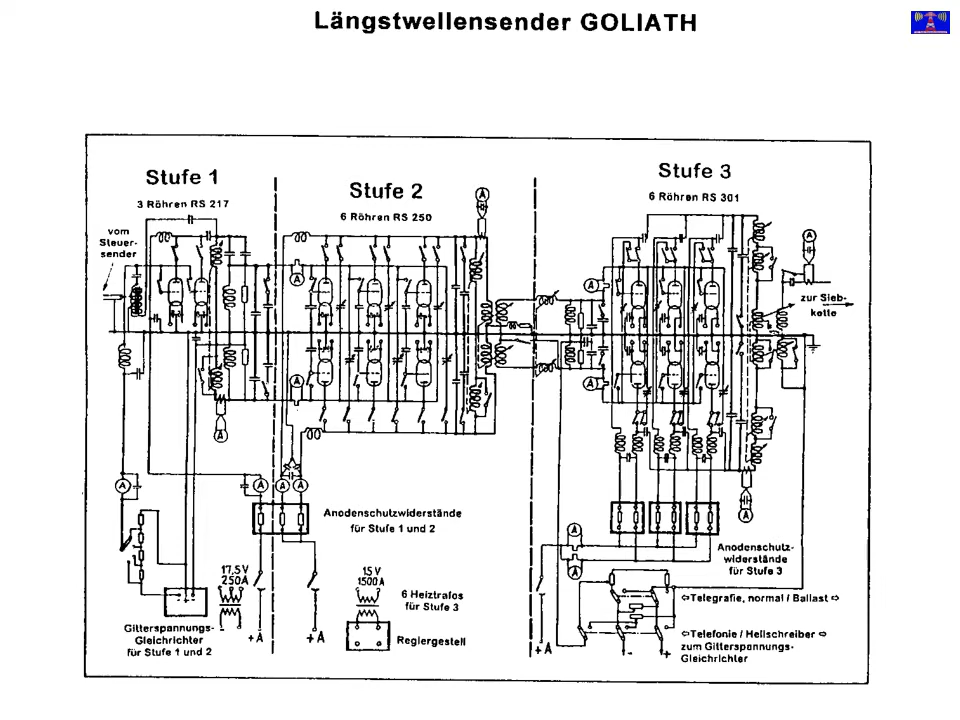 Längstwellensender GOLIATH
Stufe 1
3 Röhren RS 217
vom
Steuer-
sender
Stufe 2
6 Röhren RS 250
A
Stufe 3
6 Röhren RS 301
A
A
A
zur Sieb-
kette
A
A
A
A
A
A
A
A
Anodenschutzwiderstände
für Stufe 1 und 2
A
A
Anodenschutz-
widerstände
für Stufe 3
17,5 V
250 A
15 V
1500 A
6 Heiztrafos
für Stufe 3
Reglergestell
Gitterspannungs-
Gleichrichter
für Stufe 1 und 2
- +A
+A
+A
⇦Telegrafie, normal / Ballast ⇨
⇦Telefonie / Hellschreiber ⇨
zum Gitterspannungs-
Gleichrichter
- +